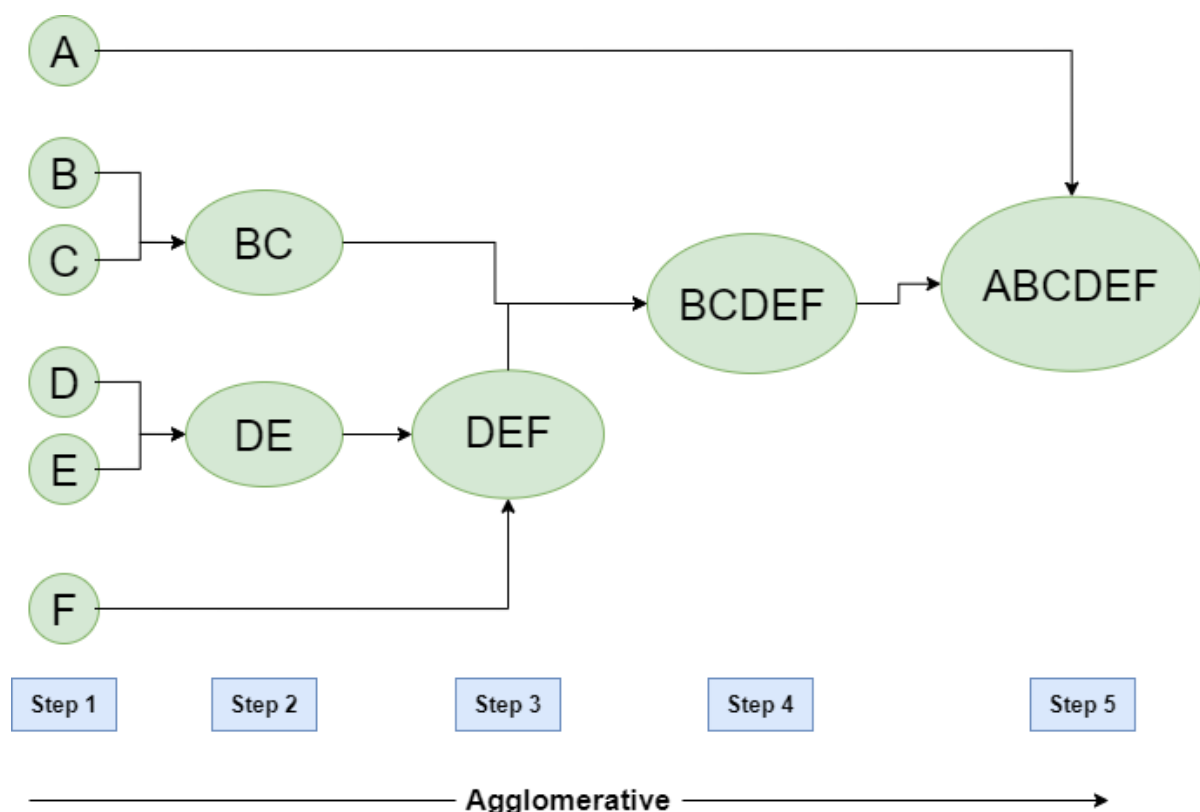 A
B
C
BC
D
E
DE
DEF
F
BCDEF
ABCDEF
Step 1
Step 2
Step 3
Step 4
Step 5
Agglomerative